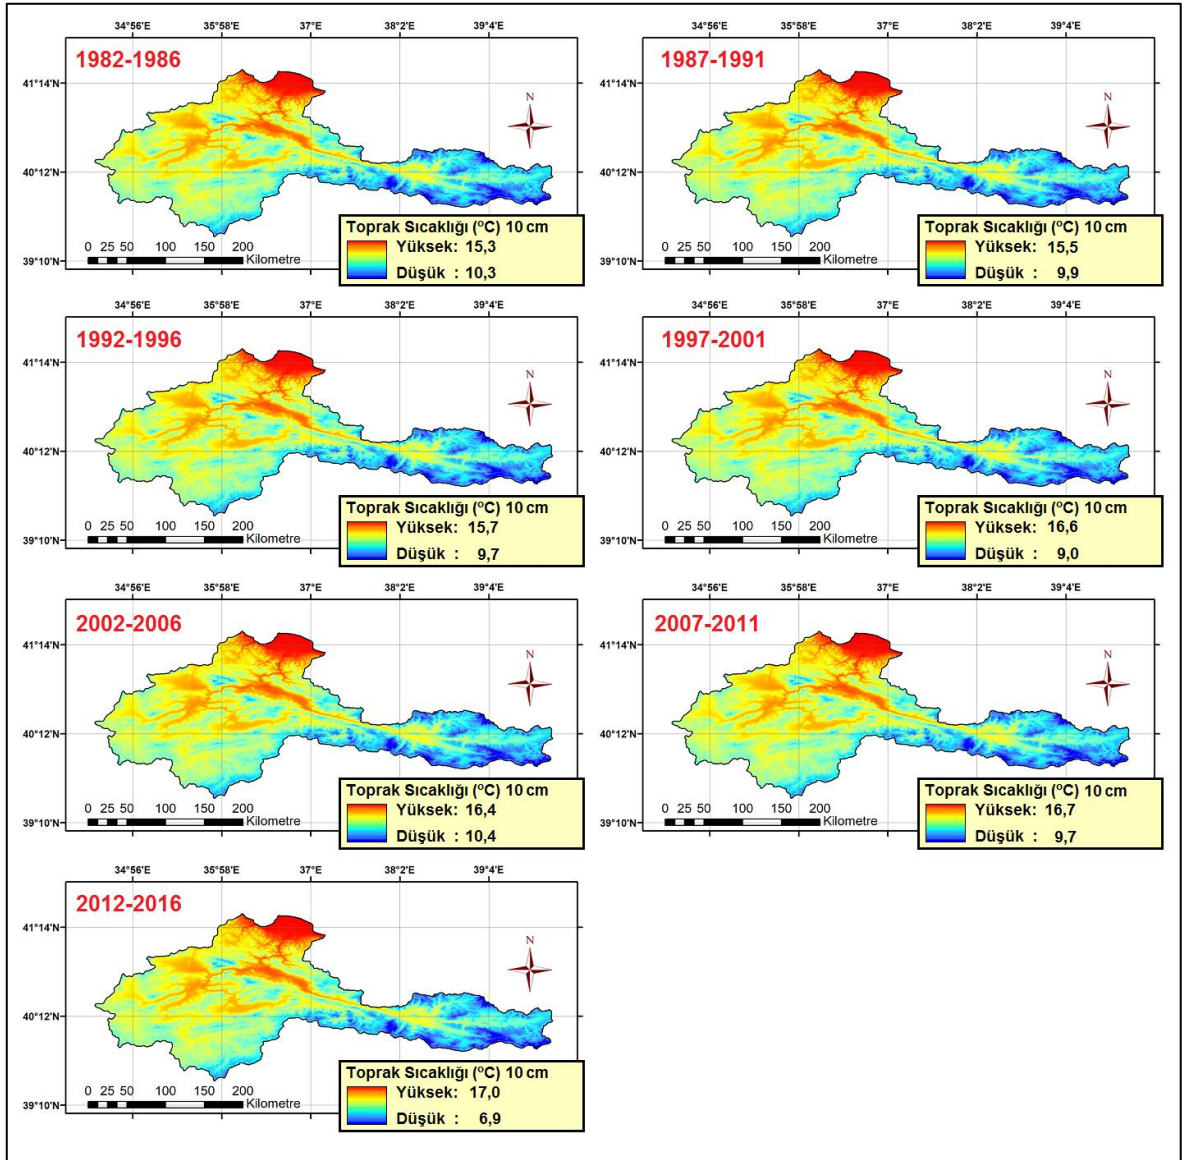 34°56'E 35°58'E 37°E 38°2'E 39°4'E
1982-1986
41°14'N
N
40°12'N
39°10'N
0 25 50 100 150 200
Kilometre
Toprak Sıcaklığı (ºC) 10 cm
Yüksek: 15,3
Düşük : 10,3
34°56'E 35°58'E 37°E 38°2'E 39°4'E
1987-1991
41°14'N
N
40°12'N
39°10'N
0 25 50 100 150 200
Kilometre
Toprak Sıcaklığı (ºC) 10 cm
Yüksek: 15,5
Düşük : 9,9
34°56'E 35°58'E 37°E 38°2'E 39°4'E
1992-1996
41°14'N
N
40°12'N
39°10'N
0 25 50 100 150 200
Kilometre
Toprak Sıcaklığı (ºC) 10 cm
Yüksek: 15,7
Düşük : 9,7
34°56'E 35°58'E 37°E 38°2'E 39°4'E
1997-2001
41°14'N
N
40°12'N
39°10'N
0 25 50 100 150 200
Kilometre
Toprak Sıcaklığı (ºC) 10 cm
Yüksek: 16,6
Düşük : 9,0
34°56'E 35°58'E 37°E 38°2'E 39°4'E
2002-2006
41°14'N
N
40°12'N
39°10'N
0 25 50 100 150 200
Kilometre
Toprak Sıcaklığı (ºC) 10 cm
Yüksek: 16,4
Düşük : 10,4
34°56'E 35°58'E 37°E 38°2'E 39°4'E
2007-2011
41°14'N
N
40°12'N
39°10'N
0 25 50 100 150 200
Kilometre
Toprak Sıcaklığı (ºC) 10 cm
Yüksek: 16,7
Düşük : 9,7
34°56'E 35°58'E 37°E 38°2'E 39°4'E
2012-2016
41°14'N
N
40°12'N
39°10'N
0 25 50 100 150 200
Kilometre
Toprak Sıcaklığı (ºC) 10 cm
Yüksek: 17,0
Düşük : 6,9